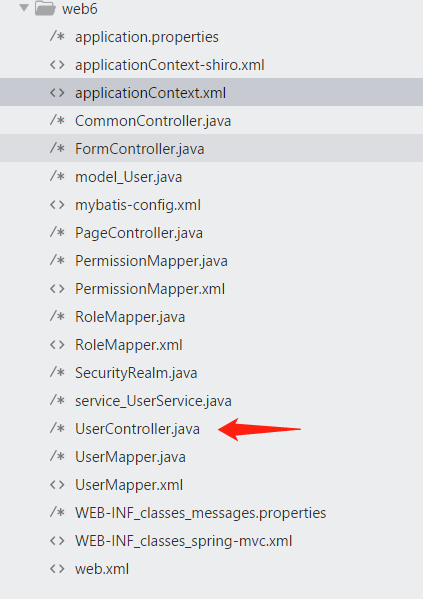 web6
/* application.properties
<> applicationContext-shiro.xml
<> applicationContext.xml
/* CommonController.java
/* FormController.java
/* model_User.java
<> mybatis-config.xml
/* PageController.java
/* PermissionMapper.java
<> PermissionMapper.xml
/* RoleMapper.java
<> RoleMapper.xml
/* SecurityRealm.java
/* service_UserService.java
/* UserController.java
/* UserMapper.java
<> UserMapper.xml
/* WEB-INF_classes_messages.properties
<> WEB-INF_classes_spring-mvc.xml
<> web.xml